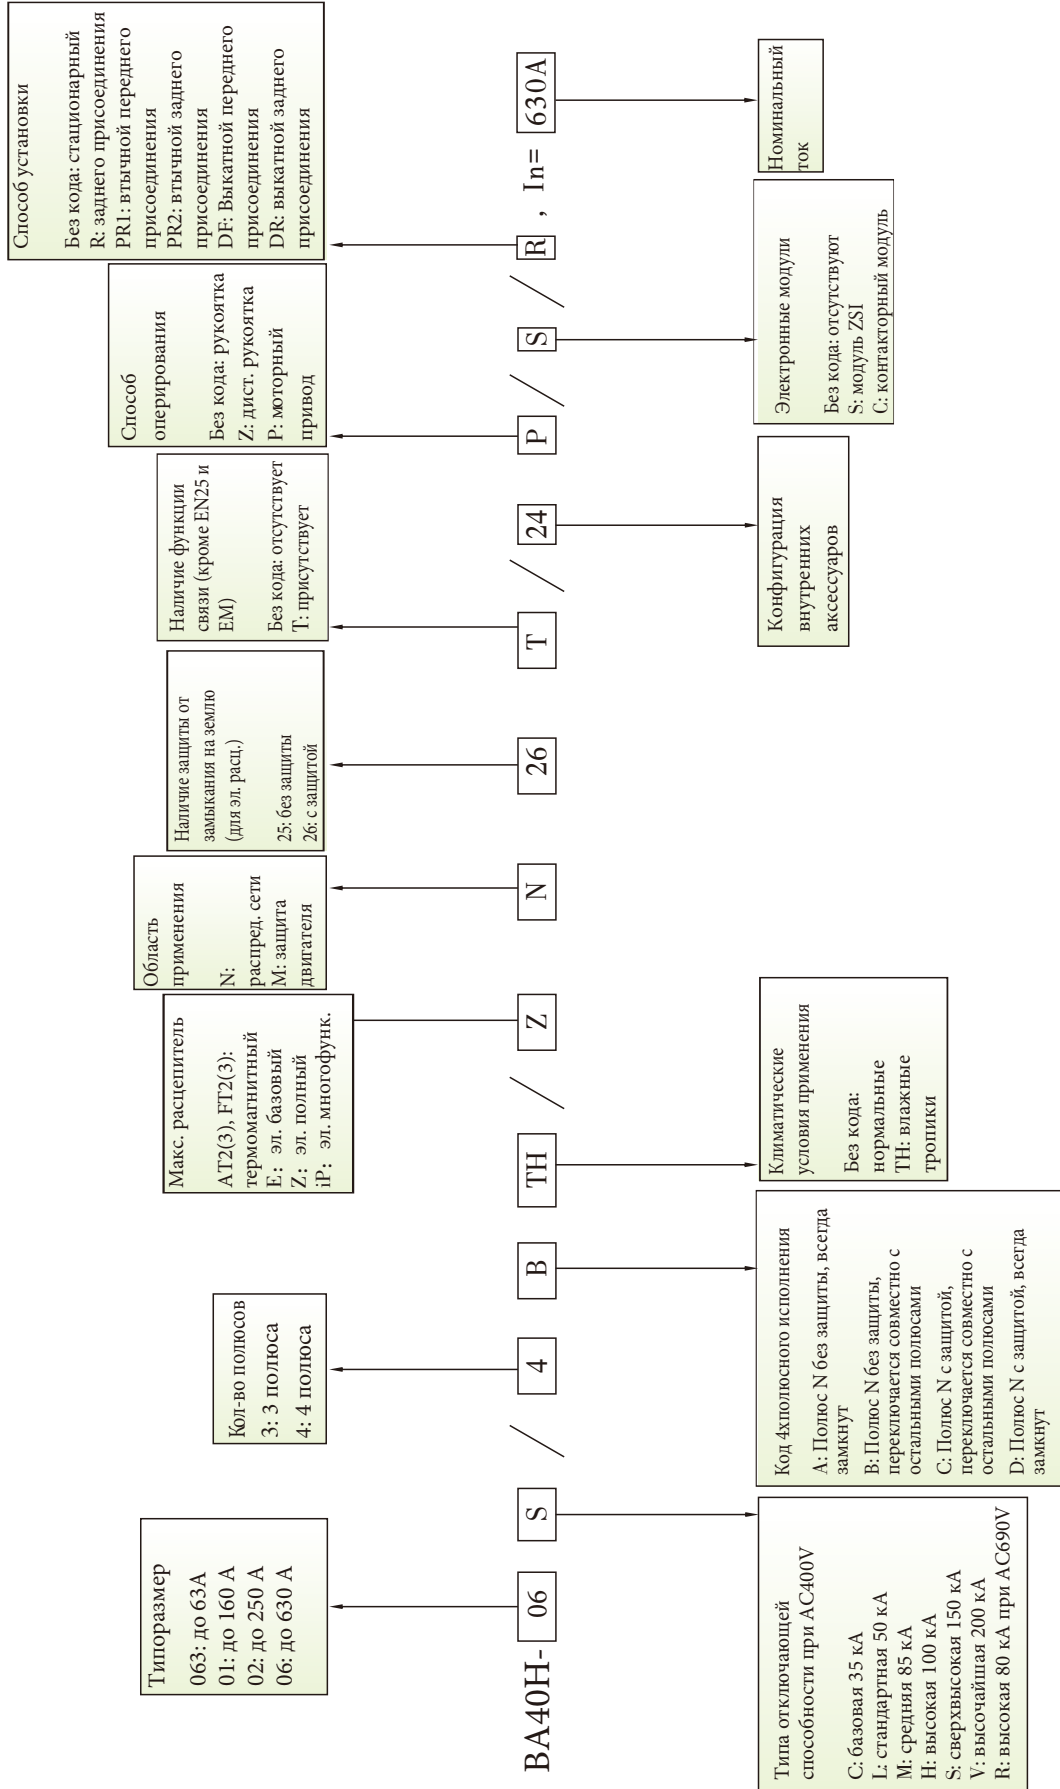 Типоразмер
063: до 63А
01: до 160 А
02: до 250 А
06: до 630 А
Кол-во полюсов
3: 3 полюса
4: 4 полюса
Макс. расцепитель
АТ2(3), FT2(3):
термомагнитный
E: эл. базовый
Z: эл. полный
iP: эл. многофунк.
Область
применения
N:
распред. сети
М: защита
двигателя
Наличие защиты от
замыкания на землю
(для эл. расц.)
25: без защиты
26: с защитой
Наличие функции
связи (кроме EN25 и
EM)
Без кода: отсутствует
T: присутствует
Способ
оперирования
Без кода: рукоятка
Z: дист. рукоятка
P: моторный
привод
Способ установки
Без кода: стационарный
R: заднего присоединения
PR1: втычной переднего
присоединения
PR2: втычной заднего
присоединения
DF: Выкатной переднего
присоединения
DR: выкатной заднего
присоединения
BA40H- 06 S / 4 B TH / Z N 26 T / 24 P / S / R , In= 630A
Типа отключающей
способности при AC400V
C: базовая 35 кА
L: стандартная 50 кА
M: средняя 85 кА
H: высокая 100 кА
S: сверхвысокая 150 кА
V: высочайшая 200 кА
R: высокая 80 кА при AC690V
Код 4хполюсного исполнения
A: Полюс N без защиты, всегда
замкнут
B: Полюс N без защиты,
переключается совместно с
остальными полюсами
C: Полюс N с защитой,
переключается совместно с
остальными полюсами
D: Полюс N с защитой, всегда
замкнут
Климатические
условия применения
Без кода:
нормальные
TH: влажные
тропики
Конфигурация
внутренних
аксессуаров
Электронные модули
Без кода: отсутствуют
S: модуль ZSI
C: контакторный модуль
Номинальный
ток